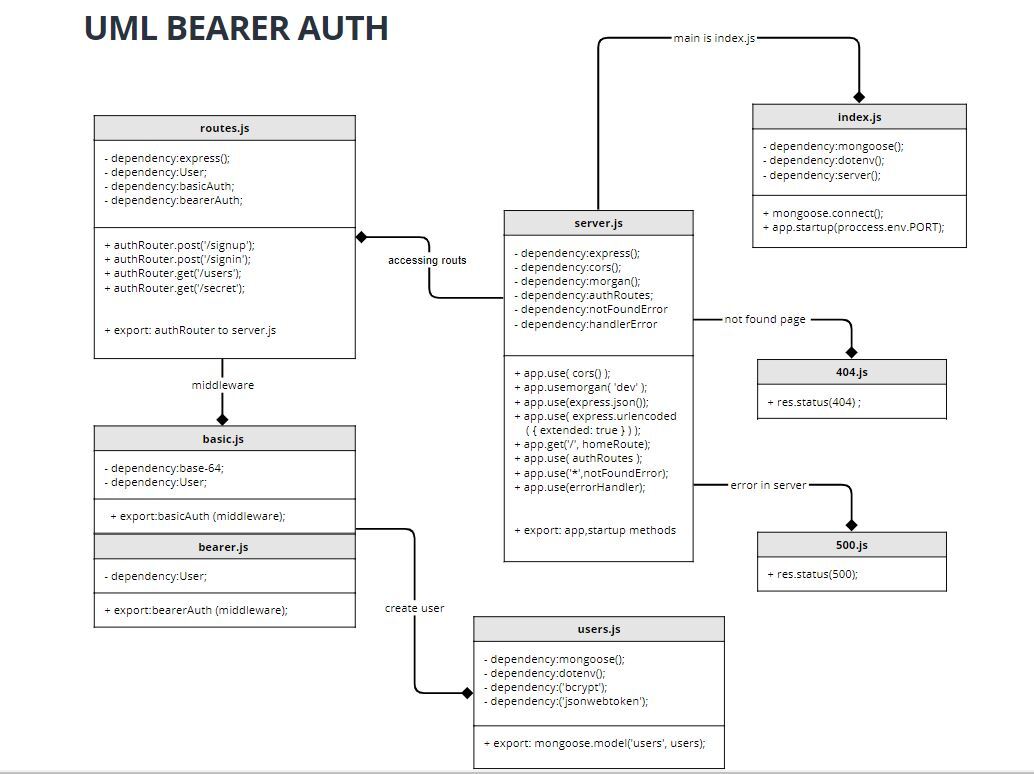 UML BEARER AUTH
main is index.js
index.js
- dependency:mongoose();
- dependency:dotenv();
- dependency:server();
+ mongoose.connect();
+ app.startup(proccess.env.PORT);
routes.js
- dependency:express();
- dependency:User;
- dependency:basicAuth;
- dependency:bearerAuth;
+ authRouter.post('/signup');
+ authRouter.post('/signin');
+ authRouter.get('/users');
+ authRouter.get('/secret');
+ export: authRouter to server.js
accessing routs
server.js
- dependency:express();
- dependency:cors();
- dependency:morgan();
- dependency:authRoutes;
- dependency:notFoundError
- dependency:handlerError
+ app.use( cors() );
+ app.usemorgan( 'dev' );
+ app.use(express.json());
+ app.use( express.urlencoded
( { extended: true } ) );
+ app.get('/', homeRoute);
+ app.use( authRoutes );
+ app.use('*',notFoundError);
+ app.use(errorHandler);
+ export: app,startup methods
not found page
404.js
+ res.status(404) ;
error in server
500.js
+ res.status(500);
middleware
basic.js
- dependency:base-64;
- dependency:User;
+ export:basicAuth (middleware);
bearer.js
- dependency:User;
+ export:bearerAuth (middleware);
create user
users.js
- dependency:mongoose();
- dependency:dotenv();
- dependency:('bcrypt');
- dependency:('jsonwebtoken');
+ export: mongoose.model('users', users);